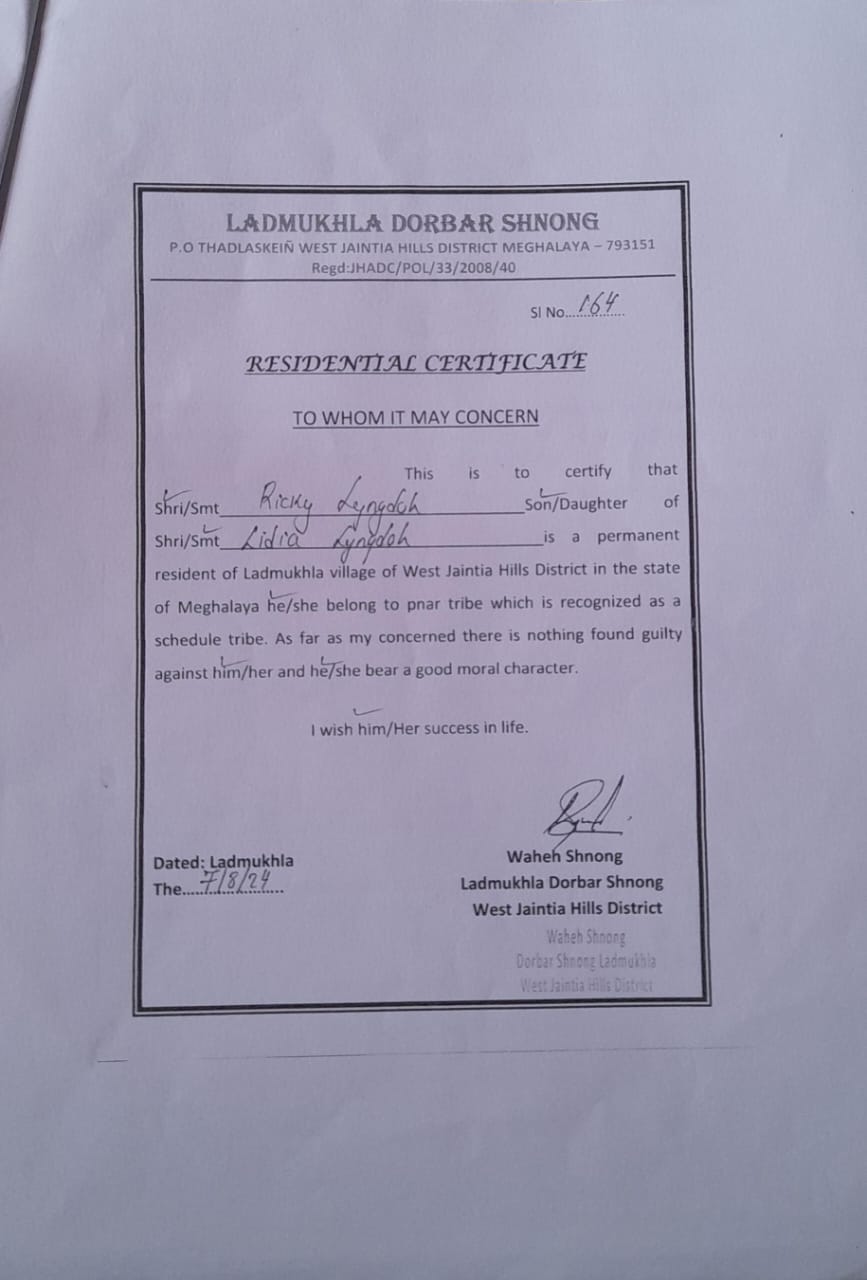 LADMUKHLA DORBAR SHNONG
P.O THADLASKEIÑ WEST JAINTIA HILLS DISTRICT MEGHALAYA – 793151
Regd:JHADC/POL/33/2008/40
Sl No....164....
RESIDENTIAL CERTIFICATE
TO WHOM IT MAY CONCERN
This is to certify that
Shri/Smt Ricky Lyngdoh Son/Daughter of
Shri/Smt Lidia Lyngdoh is a permanent
resident of Ladmukhla village of West Jaintia Hills District in the state
of Meghalaya he/she belong to pnar tribe which is recognized as a
schedule tribe. As far as my concerned there is nothing found guilty
against him/her and he/she bear a good moral character.
I wish him/Her success in life.
Dated: Ladmukhla
The....7/8/24....
Waheh Shnong
Ladmukhla Dorbar Shnong
West Jaintia Hills District
Waheh Shnong
Dorbar Shnong Ladmukhla
West Jaintia Hills District